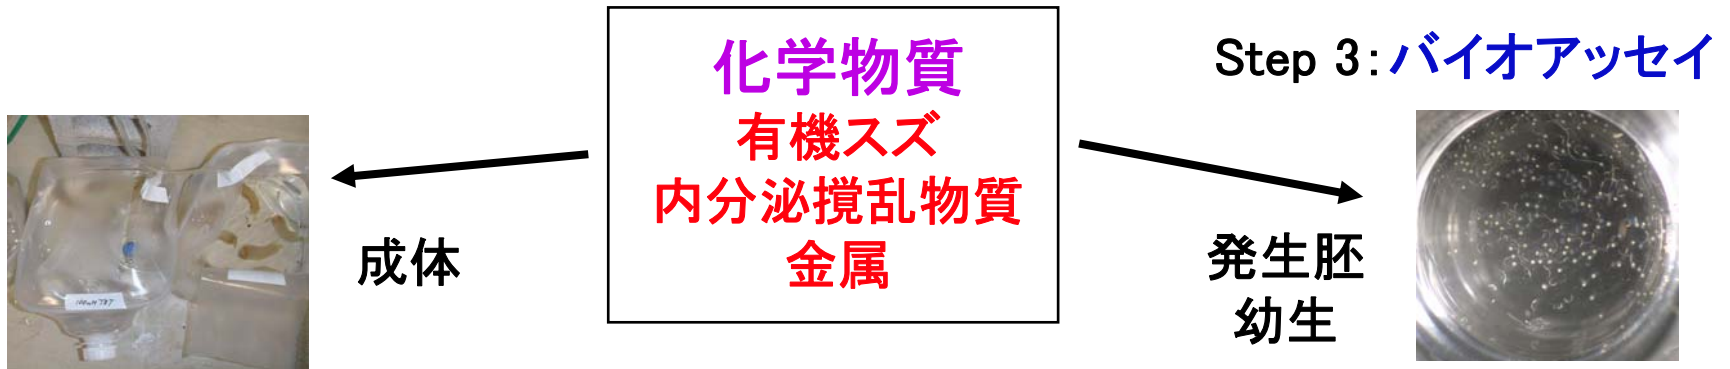 Step 3：バイオアッセイ
化学物質
有機スズ
内分泌撹乱物質
金属
成体
発生胚
幼生